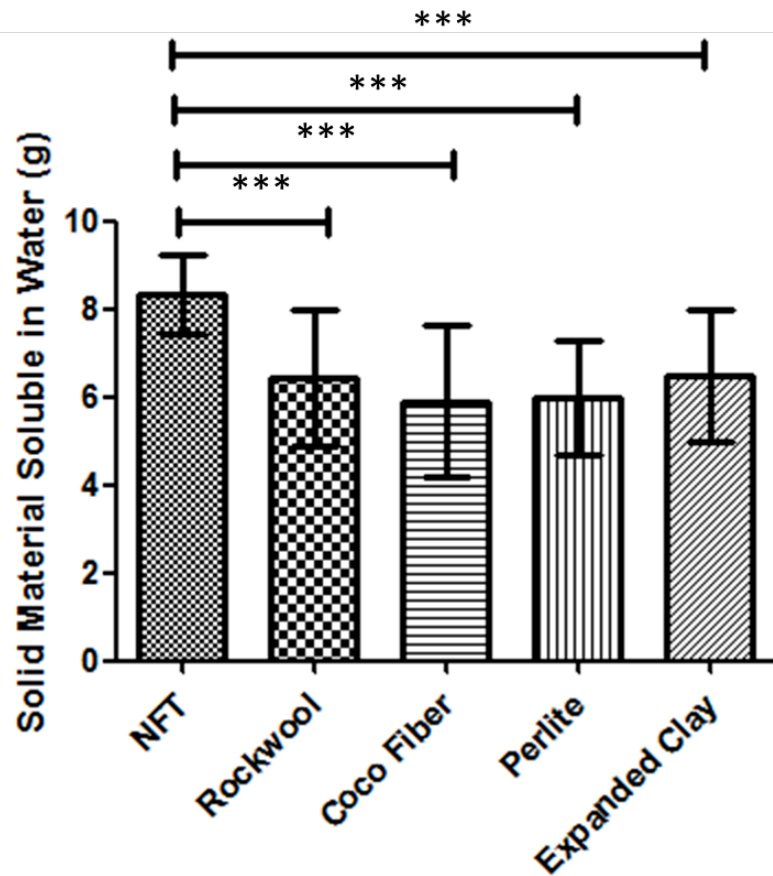 ***
***
***
***
Solid Material Soluble in Water (g)
10
8
6
4
2
0
NFT
Rockwool
Coco Fiber
Perlite
Expanded Clay